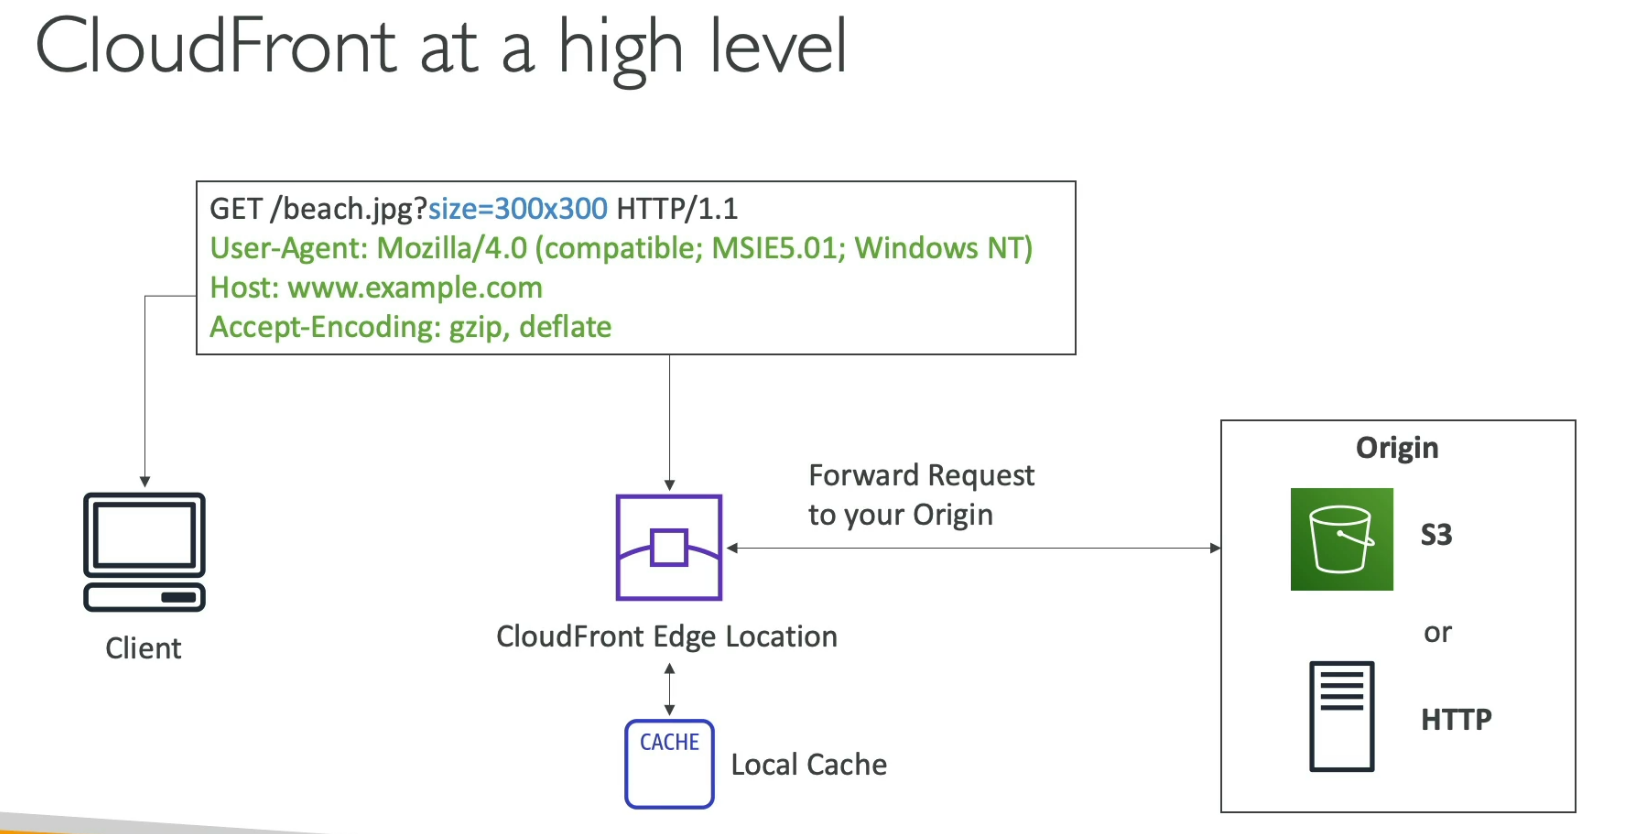 CloudFront at a high level
GET /beach.jpg?size=300x300 HTTP/1.1
User-Agent: Mozilla/4.0 (compatible; MSIE5.01; Windows NT)
Host: www.example.com
Accept-Encoding: gzip, deflate
Client
CloudFront Edge Location
CACHE
Local Cache
Forward Request
to your Origin
Origin
S3
or
HTTP